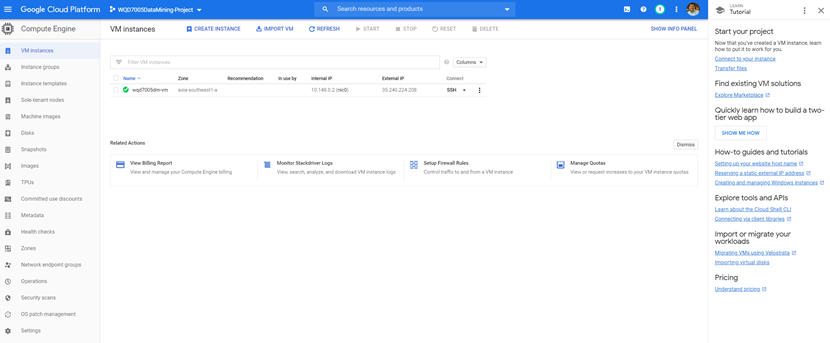 Google Cloud Platform
WQD7005DataMining-Project
Search resources and products
1
LEARN
Tutorial
Compute Engine
VM instances
CREATE INSTANCE
IMPORT VM
REFRESH
START
STOP
RESET
DELETE
SHOW INFO PANEL
VM instances
Instance groups
Instance templates
Sole-tenant nodes
Machine images
Disks
Snapshots
Images
TPUs
Committed use discounts
Metadata
Health checks
Zones
Network endpoint groups
Operations
Security scans
OS patch management
Settings
Filter VM instances
Columns
Name
Zone
Recommendation
In use by
Internal IP
External IP
Connect
wqd7005dm-vm
asia-southeast1-a
10.148.0.2 (nic0)
35.240.224.208
SSH
Related Actions
Dismiss
View Billing Report
View and manage your Compute Engine billing
Monitor Stackdriver Logs
View, search, analyze, and download VM instance logs
Setup Firewall Rules
Control traffic to and from a VM instance
Manage Quotas
View or request increases to your VM instance quotas
Start your project
Now that you've created a VM instance, learn
how to put it to work for you.
Connect to your instance
Transfer files
Find existing VM solutions
Explore Marketplace
Quickly learn how to build a two-
tier web app
SHOW ME HOW
How-to guides and tutorials
Setting up your website host name
Reserving a static external IP address
Creating and managing Windows instances
Explore tools and APIs
Learn about the Cloud Shell CLI
Connecting via client libraries
Import or migrate your
workloads
Migrating VMs using Velostrata
Importing virtual disks
Pricing
Understand pricing